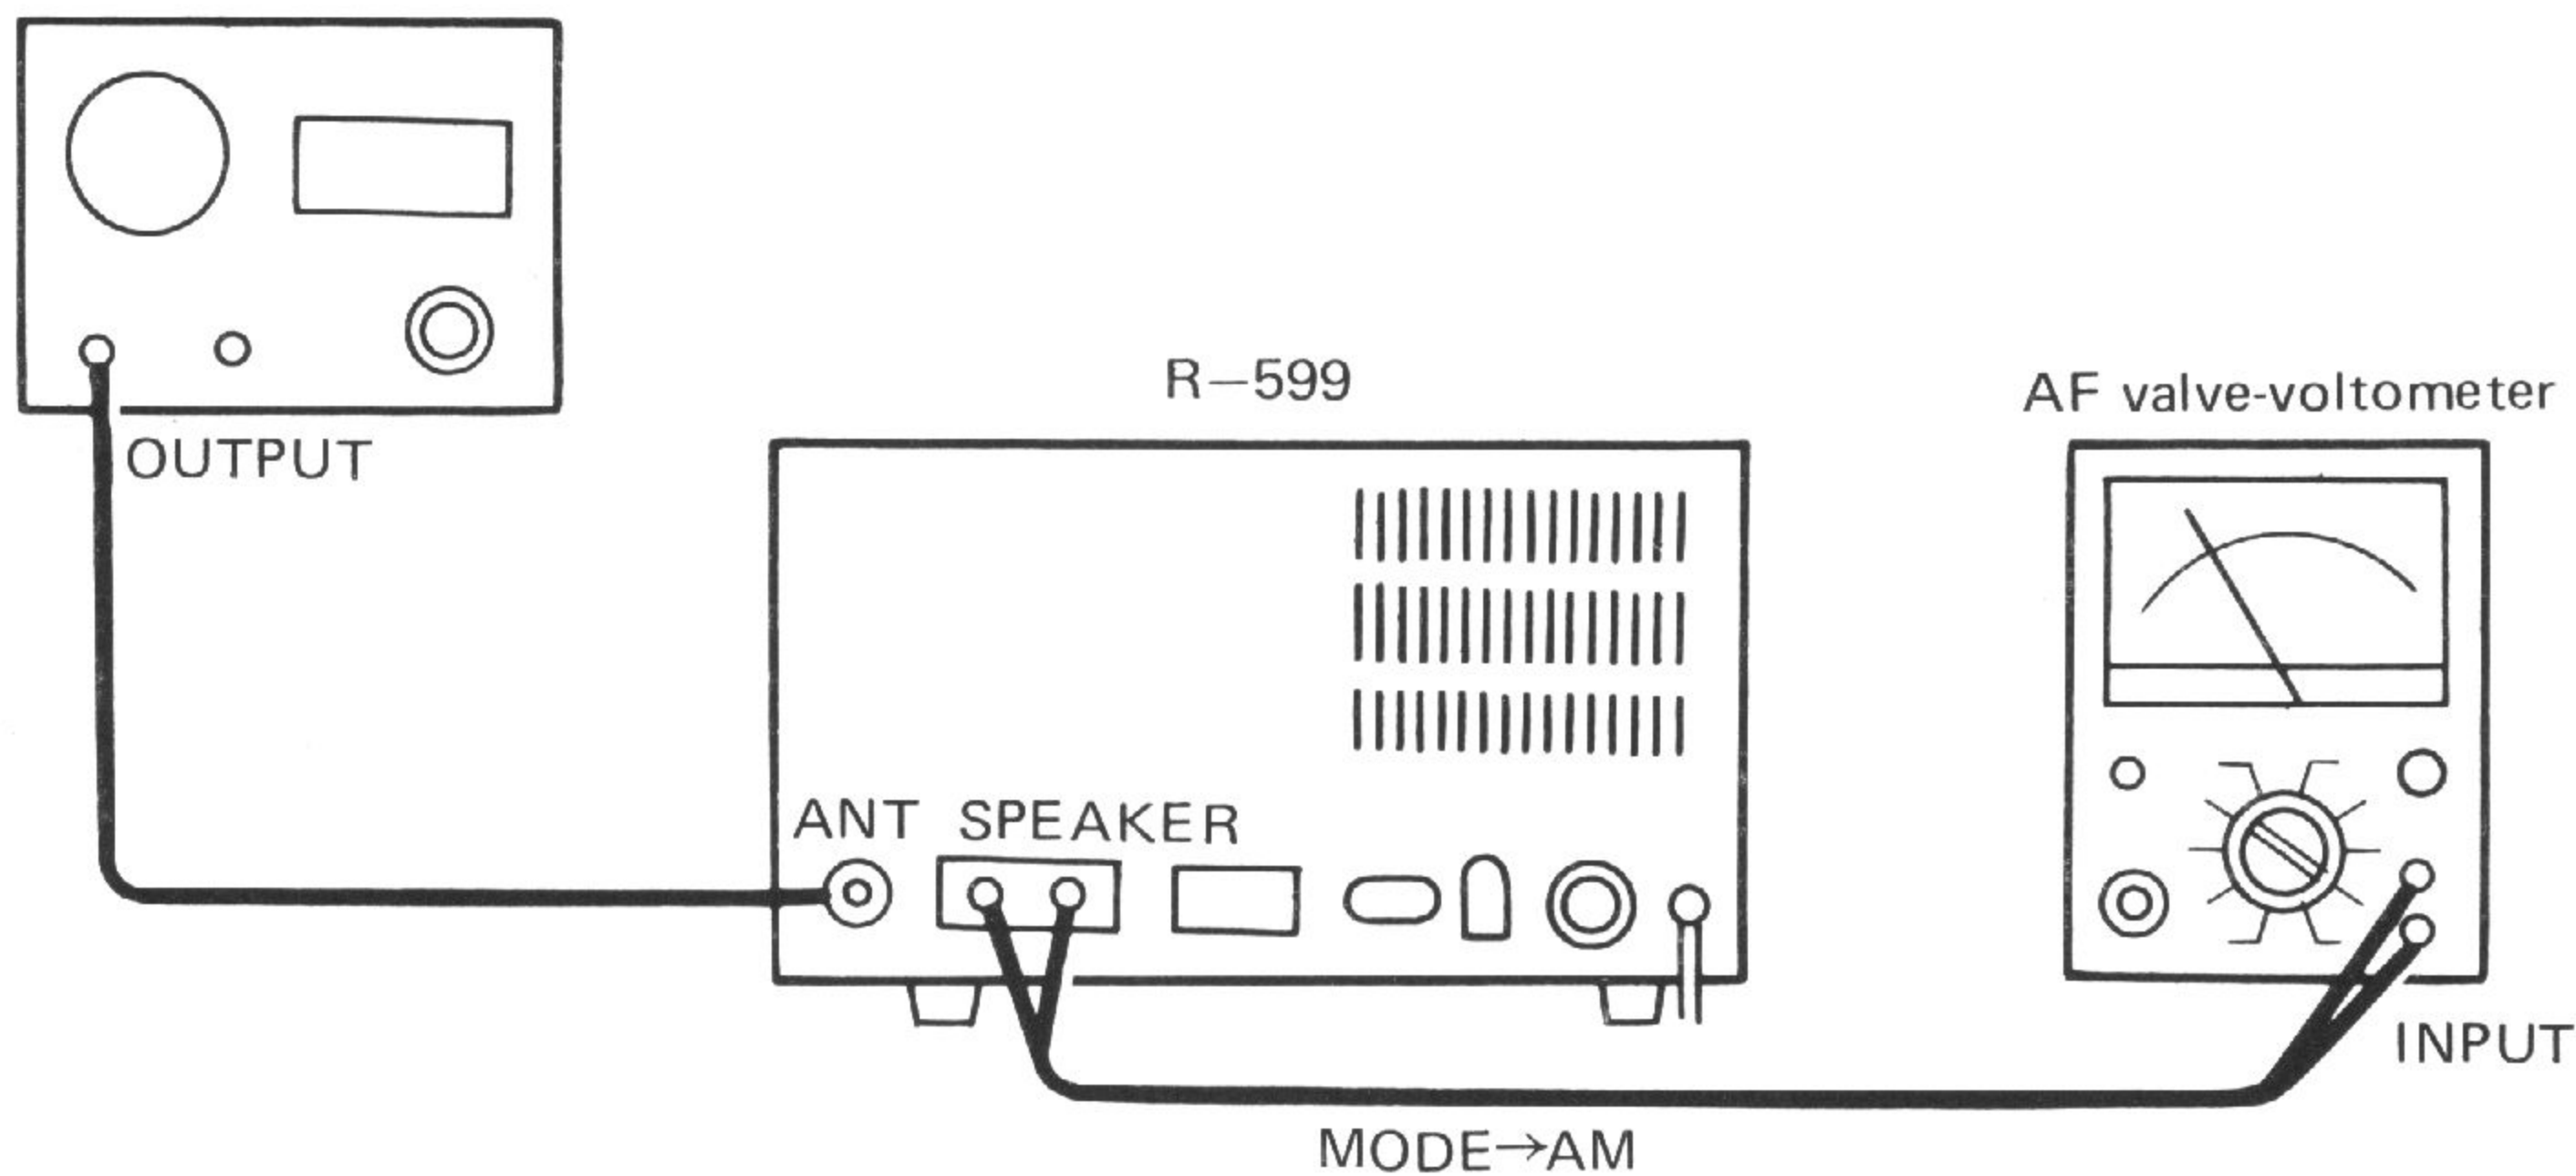 OUTPUT
R—599
AF valve-voltometer
ANT SPEAKER
INPUT
MODE→AM